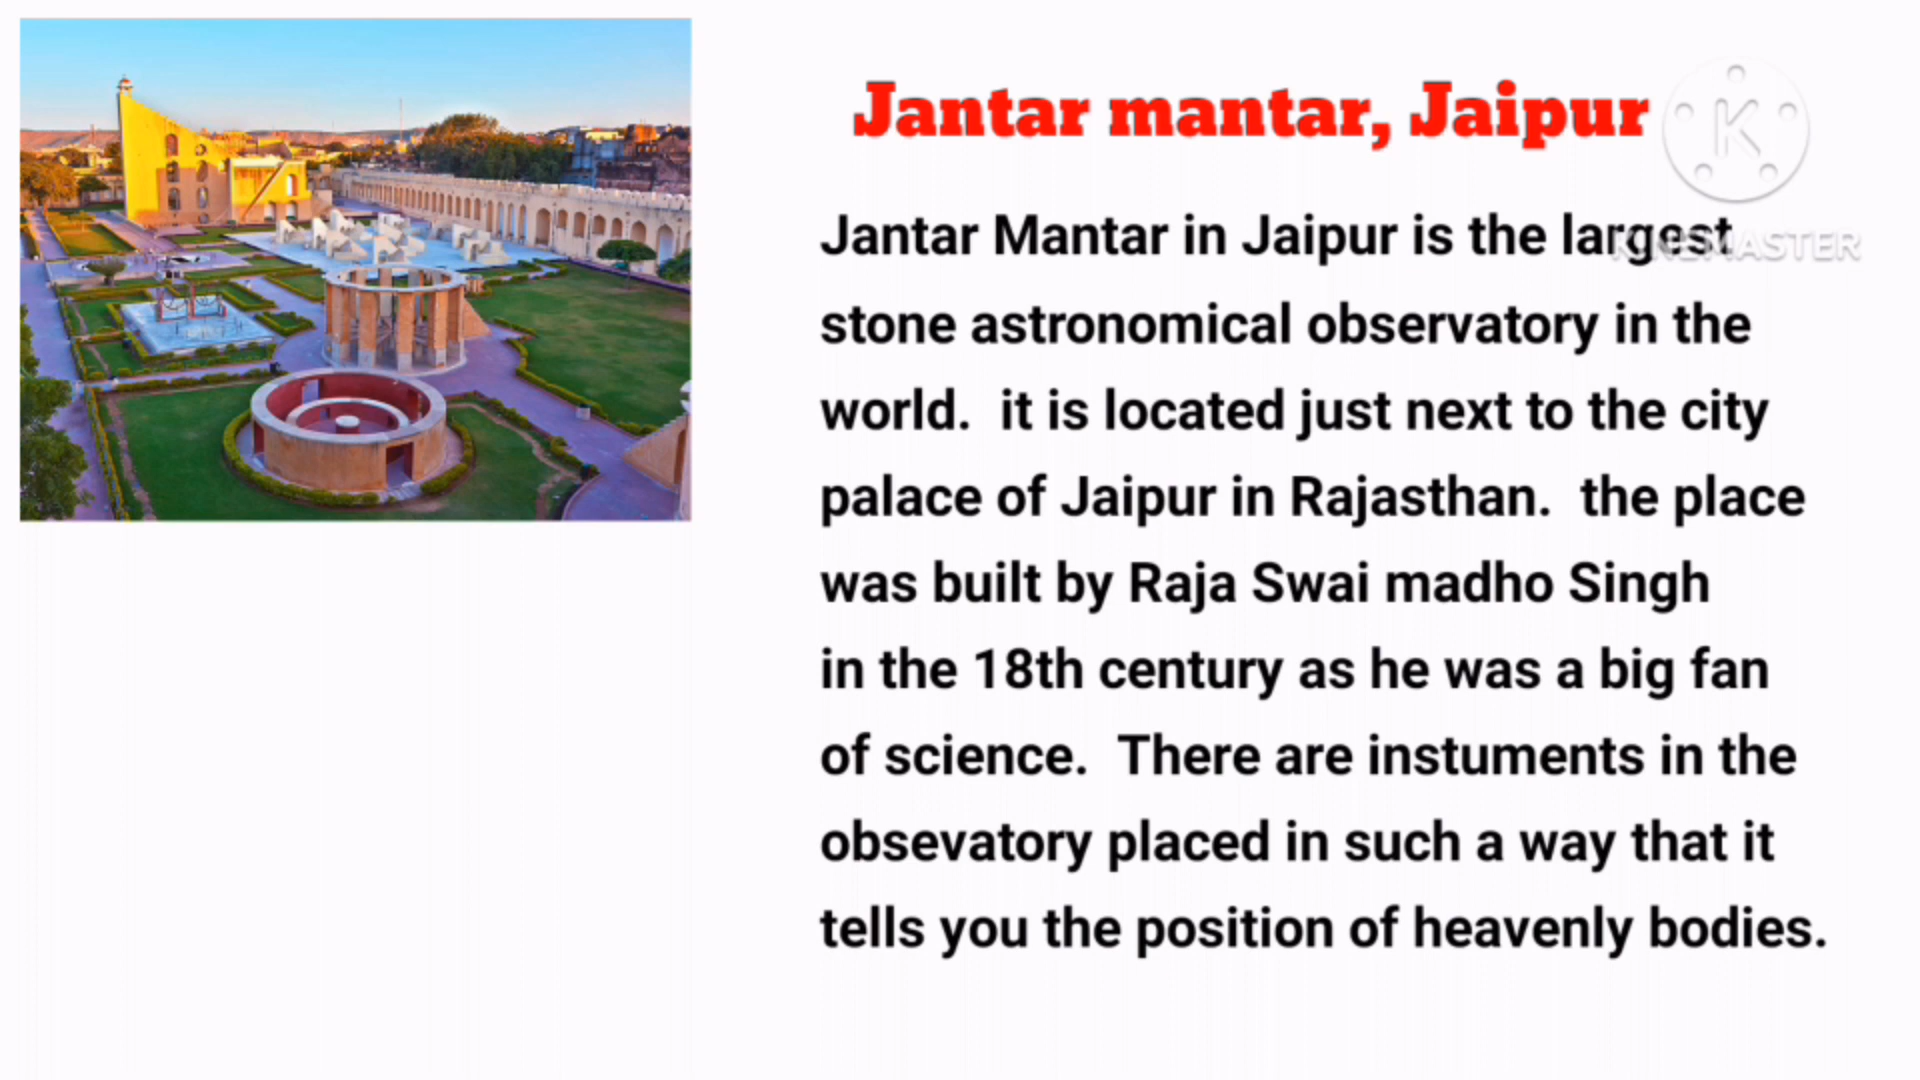 Jantar mantar, Jaipur
K
KINEMASTER
Jantar Mantar in Jaipur is the largest
stone astronomical observatory in the
world.  it is located just next to the city
palace of Jaipur in Rajasthan.  the place
was built by Raja Swai madho Singh
in the 18th century as he was a big fan
of science.  There are instuments in the
obsevatory placed in such a way that it
tells you the position of heavenly bodies.